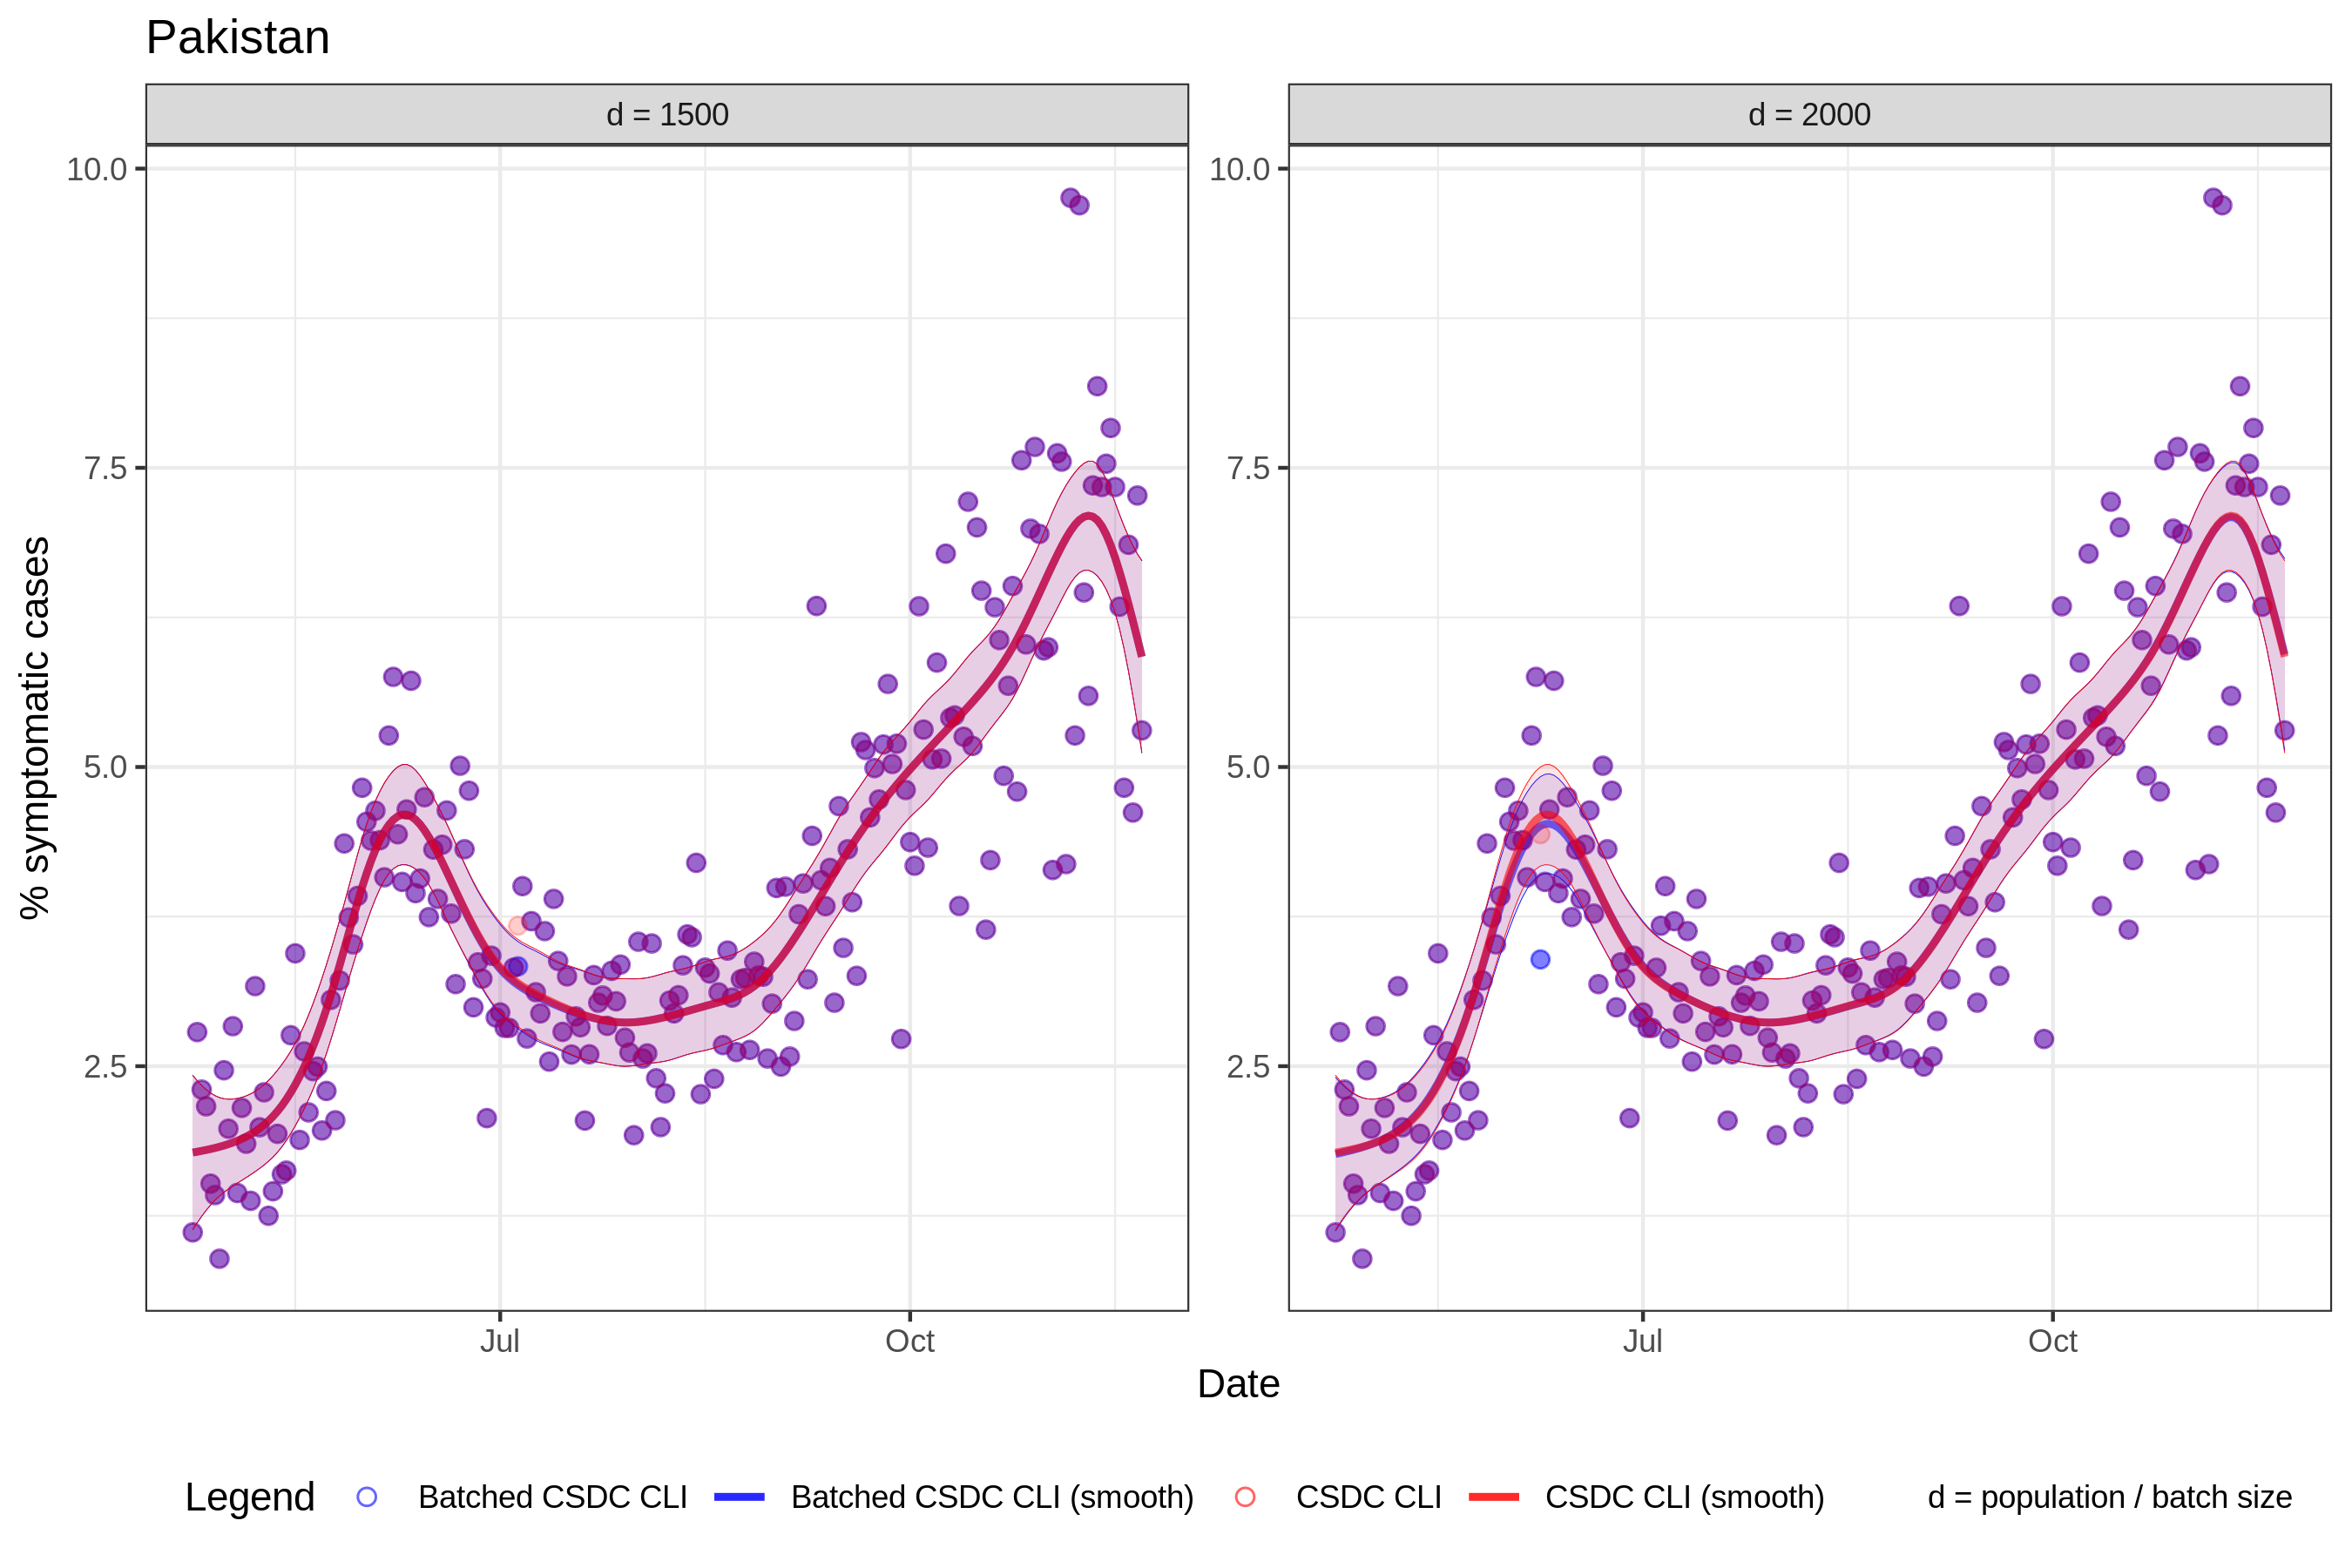 Pakistan
d = 1500
d = 2000
10.0
7.5
5.0
2.5
10.0
7.5
5.0
2.5
% symptomatic cases
Jul
Oct
Jul
Oct
Date
Legend
Batched CSDC CLI
Batched CSDC CLI (smooth)
CSDC CLI
CSDC CLI (smooth)
d = population / batch size